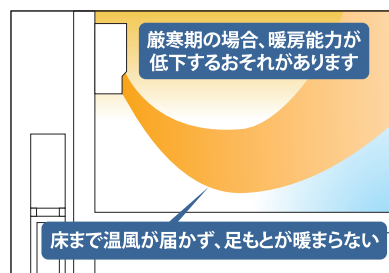 厳寒期の場合、暖房能力が
低下するおそれがあります
床まで温風が届かず、足もとが暖まらない